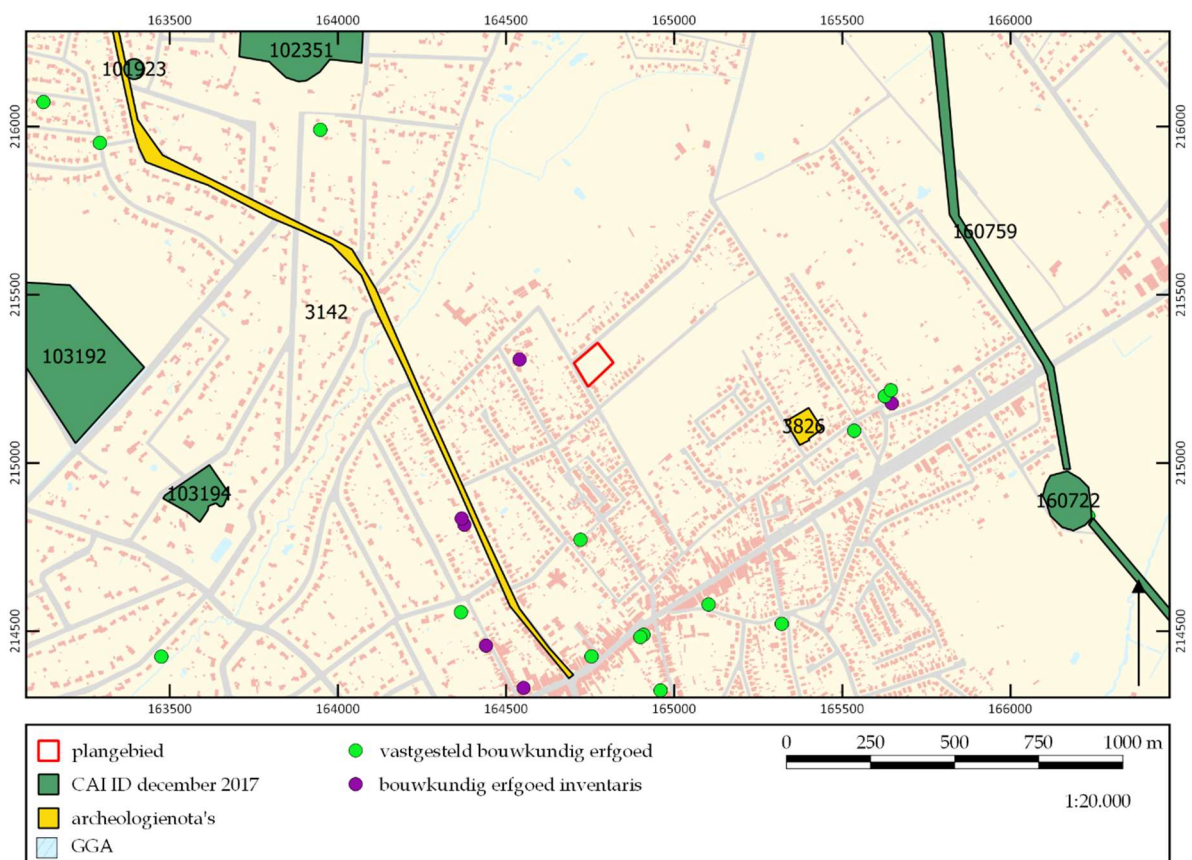 163500 164000 164500 165000 165500 166000
102351
101923
216000 216000
160759
215500 215500
3142
103192
3826
215000 215000
103194
160722
214500 214500
163500 164000 164500 165000 165500 166000
plangebied
CAI ID december 2017
archeologienota's
GGA
vastgesteld bouwkundig erfgoed
bouwkundig erfgoed inventaris
0 250 500 750 1000 m
1:20.000